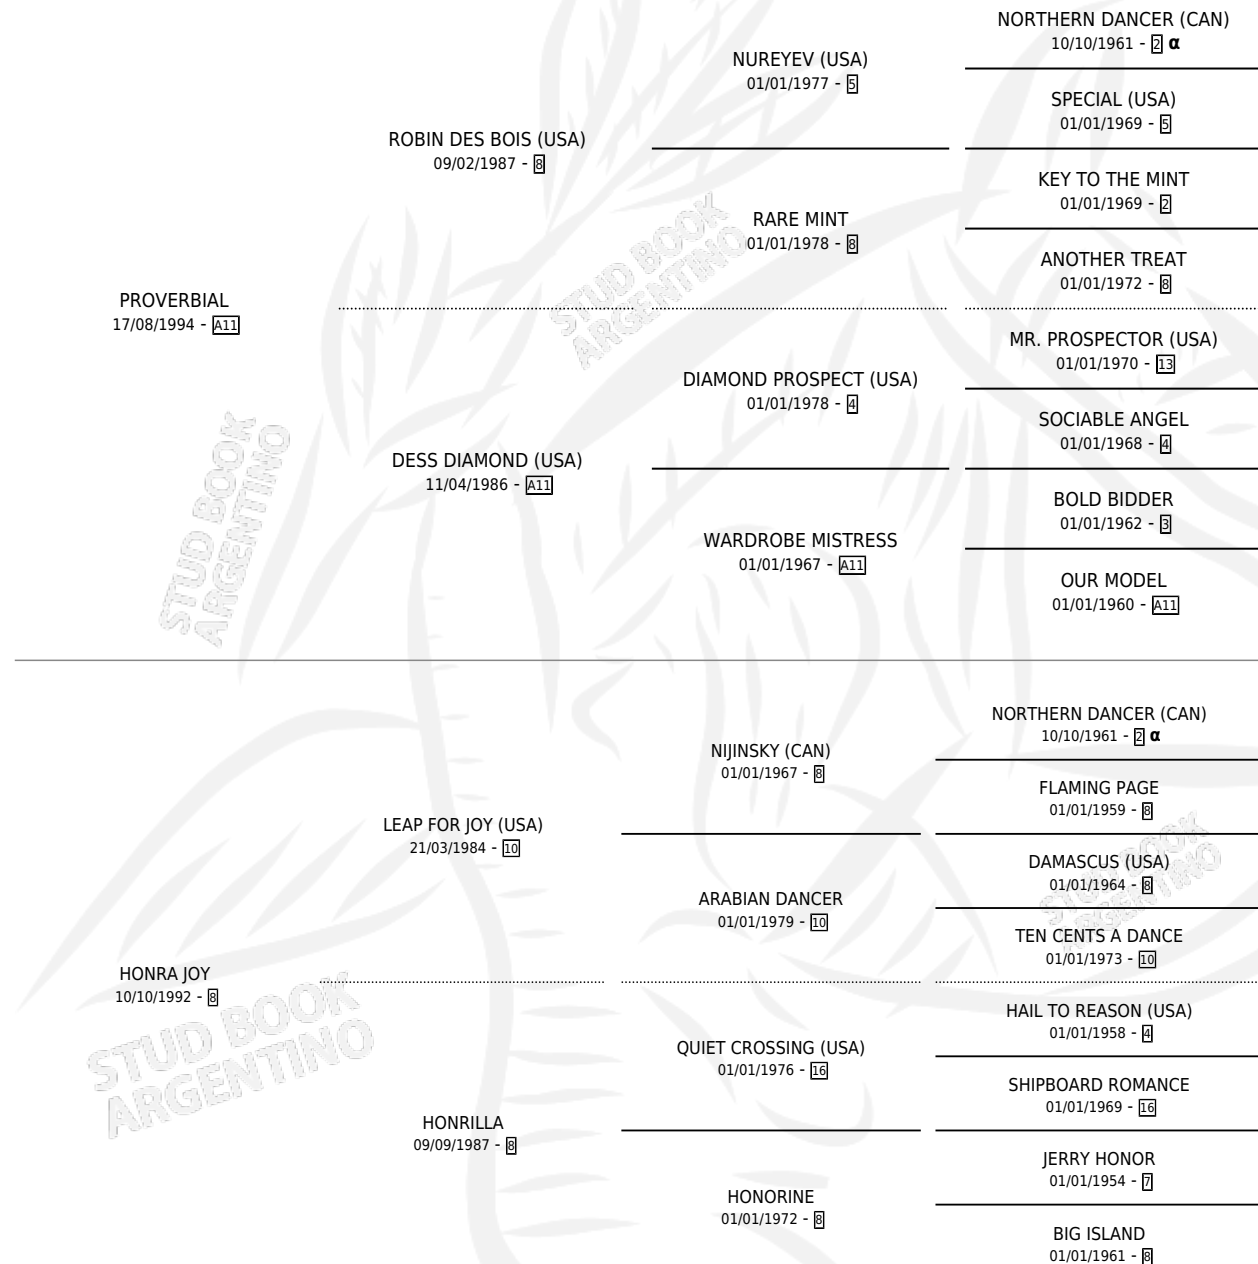 NORTHERN DANCER (CAN)
10/10/1961 - 2 α
NUREYEV (USA)
01/01/1977 - 5
SPECIAL (USA)
01/01/1969 - 5
ROBIN DES BOIS (USA)
09/02/1987 - 8
KEY TO THE MINT
01/01/1969 - 2
RARE MINT
01/01/1978 - 8
ANOTHER TREAT
01/01/1972 - 8
STUD BOOK
ARGENTINO
PROVERBIAL
17/08/1994 - A11
MR. PROSPECTOR (USA)
01/01/1970 - 13
DIAMOND PROSPECT (USA)
01/01/1978 - 4
SOCIABLE ANGEL
01/01/1968 - 4
STUD BOOK
ARGENTINO
DESS DIAMOND (USA)
11/04/1986 - A11
BOLD BIDDER
01/01/1962 - 3
WARDROBE MISTRESS
01/01/1967 - A11
OUR MODEL
01/01/1960 - A11
NORTHERN DANCER (CAN)
10/10/1961 - 2 α
NIJINSKY (CAN)
01/01/1967 - 8
FLAMING PAGE
01/01/1959 - 8
LEAP FOR JOY (USA)
21/03/1984 - 10
DAMASCUS (USA)
01/01/1964 - 8
STUD BOOK
ARGENTINO
ARABIAN DANCER
01/01/1979 - 10
TEN CENTS A DANCE
01/01/1973 - 10
HONRA JOY
10/10/1992 - 8
STUD BOOK
ARGENTINO
HAIL TO REASON (USA)
01/01/1958 - 4
QUIET CROSSING (USA)
01/01/1976 - 16
SHIPBOARD ROMANCE
01/01/1969 - 16
HONRILLA
09/09/1987 - 8
JERRY HONOR
01/01/1954 - 7
HONORINE
01/01/1972 - 8
BIG ISLAND
01/01/1961 - 8